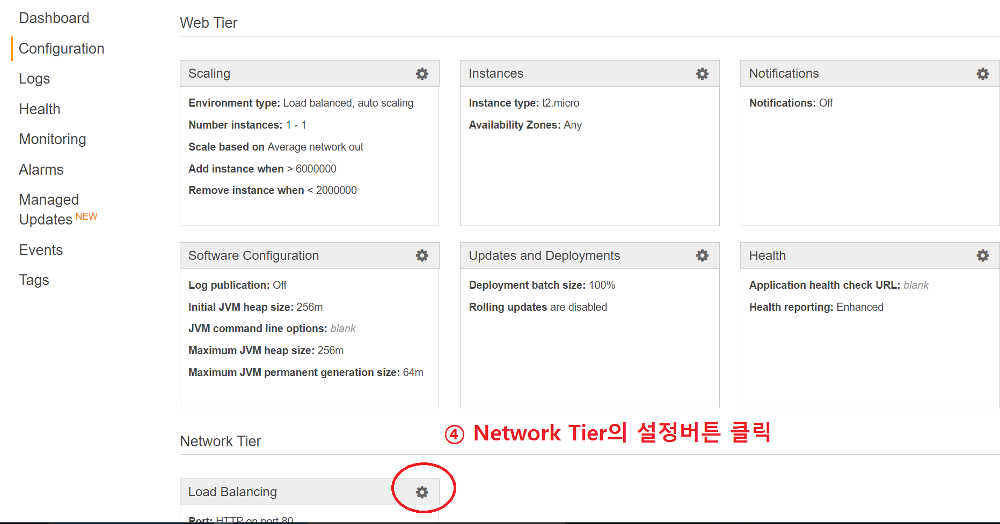 Dashboard
Configuration
Logs
Health
Monitoring
Alarms
Managed
Updates NEW
Events
Tags
Web Tier
Scaling
Environment type: Load balanced, auto scaling
Number instances: 1 - 1
Scale based on Average network out
Add instance when > 6000000
Remove instance when < 2000000
Instances
Instance type: t2.micro
Availability Zones: Any
Notifications
Notifications: Off
Software Configuration
Log publication: Off
Initial JVM heap size: 256m
JVM command line options: blank
Maximum JVM heap size: 256m
Maximum JVM permanent generation size: 64m
Updates and Deployments
Deployment batch size: 100%
Rolling updates are disabled
Health
Application health check URL: blank
Health reporting: Enhanced
④ Network Tier의 설정버튼 클릭
Network Tier
Load Balancing
Port: HTTP on port 80